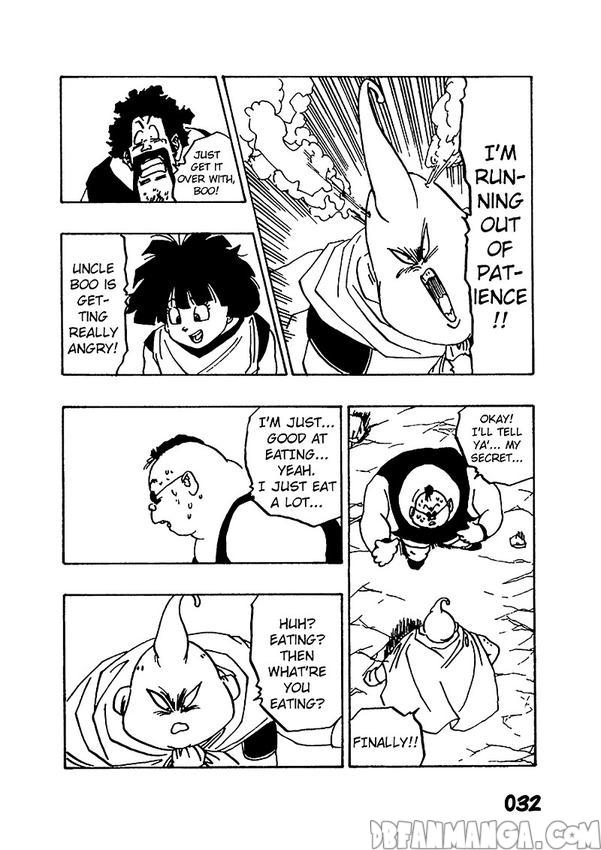 JUST
GET IT
OVER WITH,
BOO!
I'M
RUN-
NING
OUT
OF
PAT-
IENCE
!!
UNCLE
BOO IS
GET-
TING
REALLY
ANGRY!
I'M JUST...
GOOD AT
EATING...
YEAH.
I JUST EAT
A LOT...
OKAY!
I'LL TELL
YA'... MY
SECRET...
HUH?
EATING?
THEN
WHAT'RE
YOU
EATING?
FINALLY!!
032
DBFANMANGA.COM